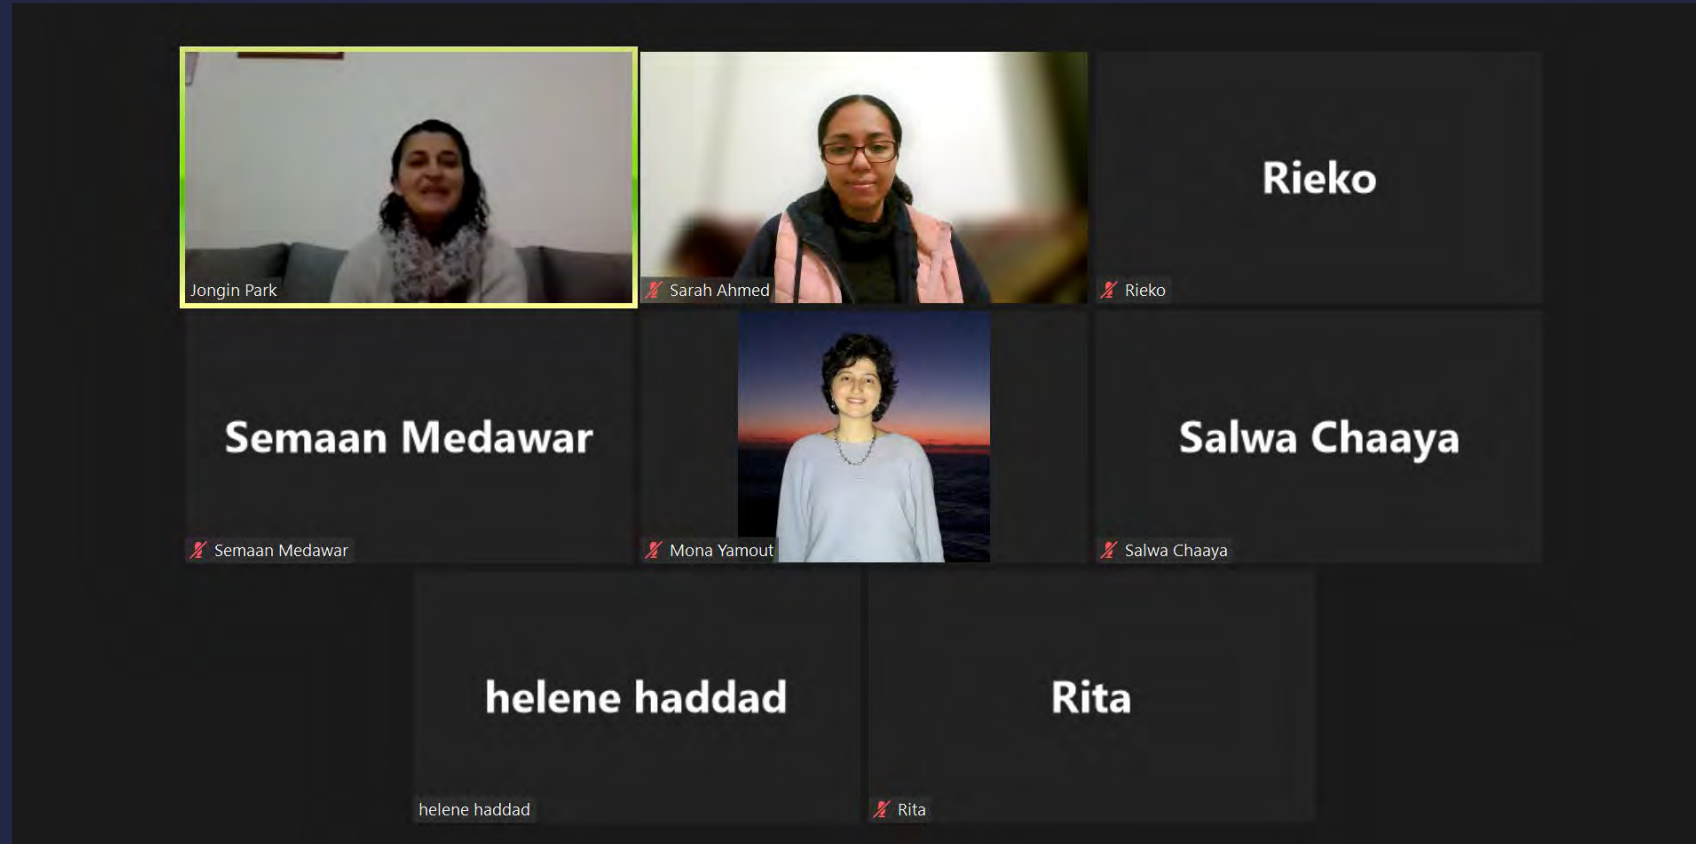 Jongin Park
Sarah Ahmed
Rieko
Rieko
Semaan Medawar
Semaan Medawar
Mona Yamout
Salwa Chaaya
Salwa Chaaya
helene haddad
helene haddad
Rita
Rita